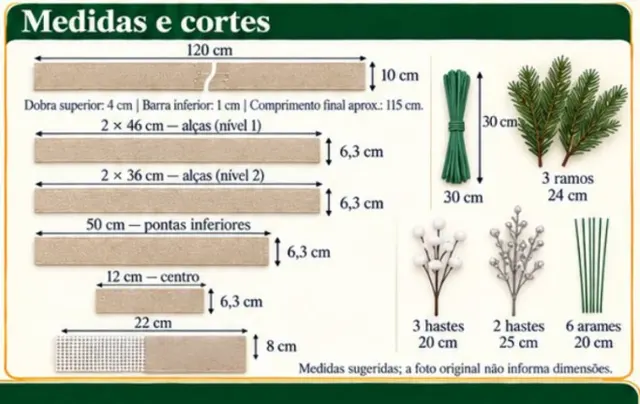 Medidas e cortes
120 cm
10 cm
Dobra superior: 4 cm | Barra inferior: 1 cm | Comprimento final aprox.: 115 cm.
2 × 46 cm — alças (nível 1)
6,3 cm
2 × 36 cm — alças (nível 2)
6,3 cm
50 cm — pontas inferiores
6,3 cm
12 cm — centro
6,3 cm
22 cm
8 cm
30 cm
30 cm
3 ramos
24 cm
3 hastes
20 cm
2 hastes
25 cm
6 arames
20 cm
Medidas sugeridas; a foto original não informa dimensões.